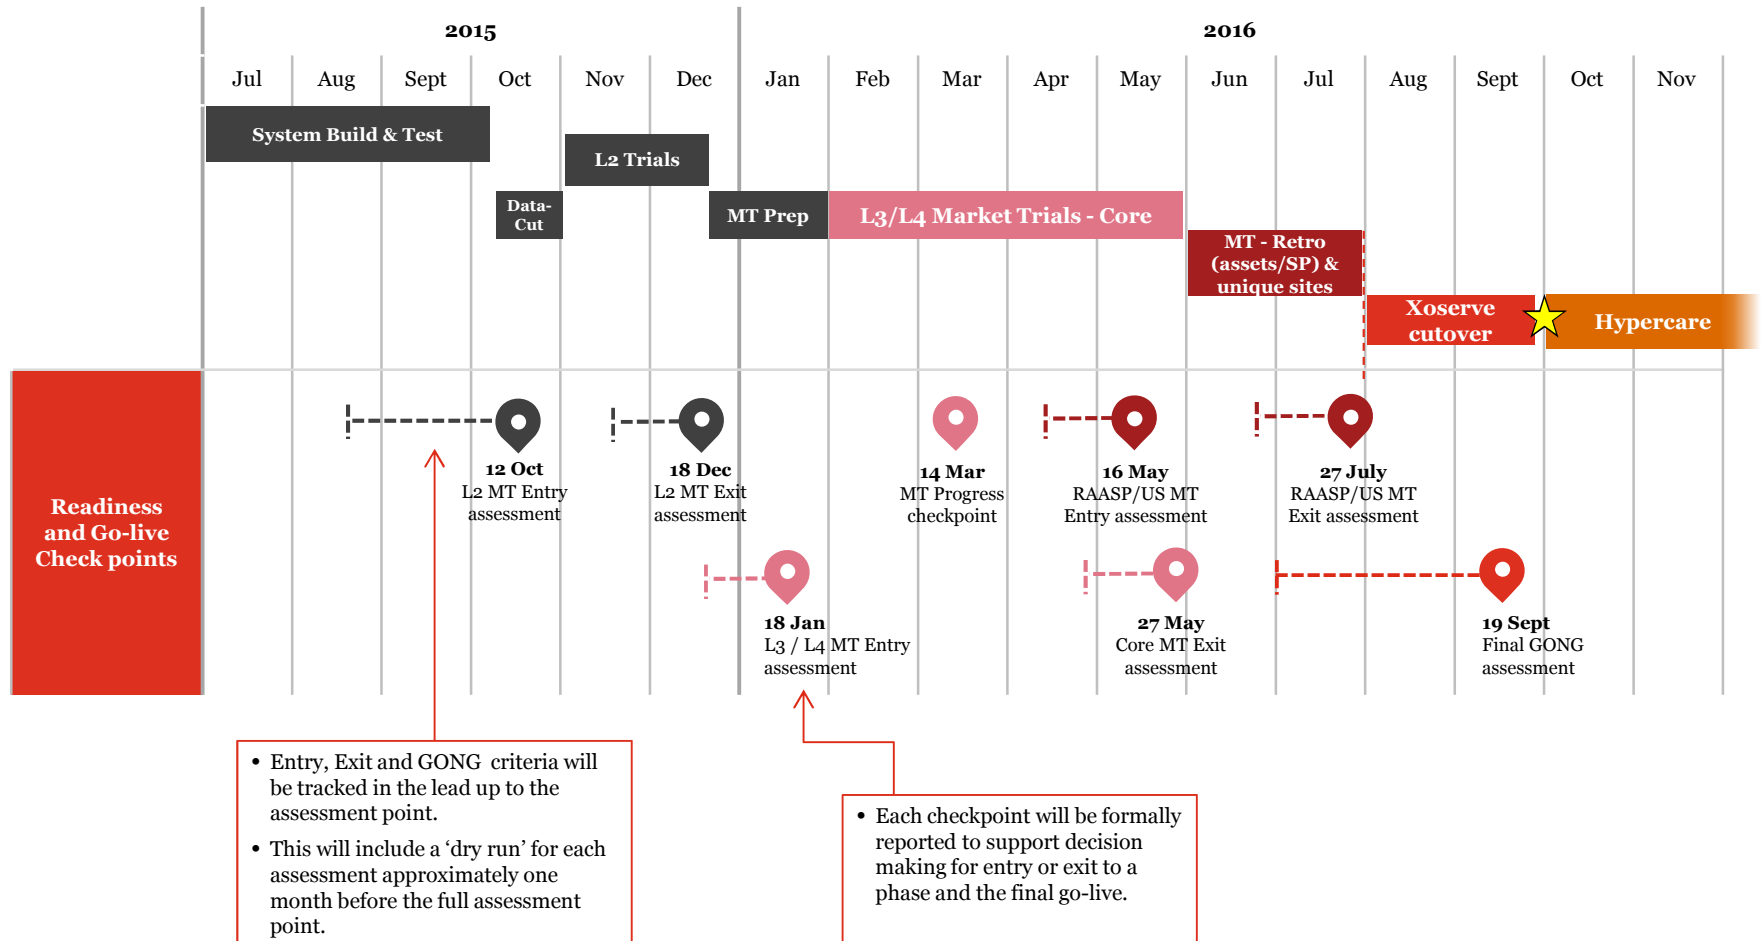 2015
2016
Jul
Aug
Sept
Oct
Nov
Dec
Jan
Feb
Mar
Apr
May
Jun
Jul
Aug
Sept
Oct
Nov
System Build & Test
L2 Trials
Data-
Cut
MT Prep
L3/L4 Market Trials - Core
MT - Retro
(assets/SP) &
unique sites
Xoserve
cutover
Hypercare
Readiness
and Go-live
Check points
12 Oct
L2 MT Entry
assessment
18 Dec
L2 MT Exit
assessment
14 Mar
MT Progress
checkpoint
16 May
RAASP/US MT
Entry assessment
27 July
RAASP/US MT
Exit assessment
18 Jan
L3 / L4 MT Entry
assessment
27 May
Core MT Exit
assessment
19 Sept
Final GONG
assessment
• Entry, Exit and GONG criteria will
be tracked in the lead up to the
assessment point.
• This will include a ‘dry run’ for each
assessment approximately one
month before the full assessment
point.
• Each checkpoint will be formally
reported to support decision
making for entry or exit to a
phase and the final go-live.